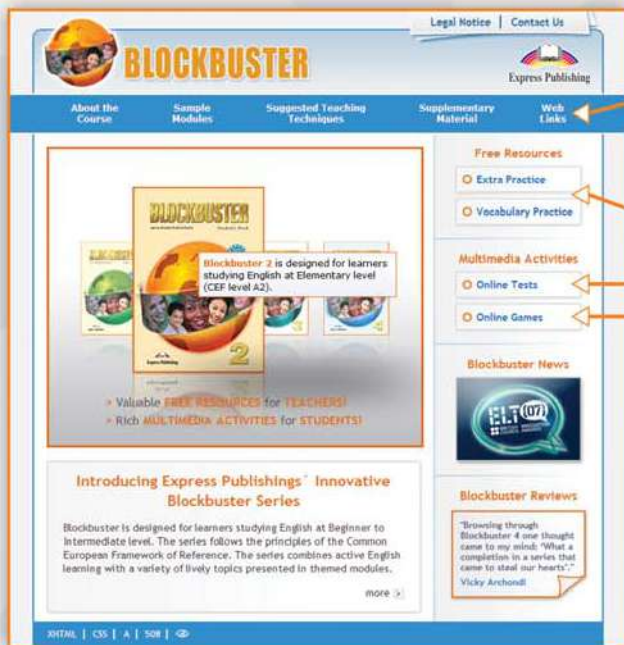 Legal Notice | Contact Us
BLOCKBUSTER
Express Publishing
About the Course
Sample Modules
Suggested Teaching Techniques
Supplementary Material
Web Links
BLOCKBUSTER
Blockbuster 2 is designed for learners
studying English at Elementary level
(CEF level A2).
2
3
4
Express Publishing
> Valuable FREE RESOURCES for TEACHERS!
> Rich MULTIMEDIA ACTIVITIES for STUDENTS!
Introducing Express Publishings´ Innovative
Blockbuster Series
Blockbuster is designed for learners studying English at Beginner to
Intermediate level. The series follows the principles of the Common
European Framework of Reference. The series combines active English
learning with a variety of lively topics presented in themed modules.
more >
Free Resources
Extra Practice
Vocabulary Practice
Multimedia Activities
Online Tests
Online Games
Blockbuster News
ELT 07
Blockbuster Reviews
"Browsing through
Blockbuster 4 one thought
came to my mind: 'What a
completion in a series that
came to steal our hearts'."
Vicky Archondi
XHTML | CSS | A | 508 |